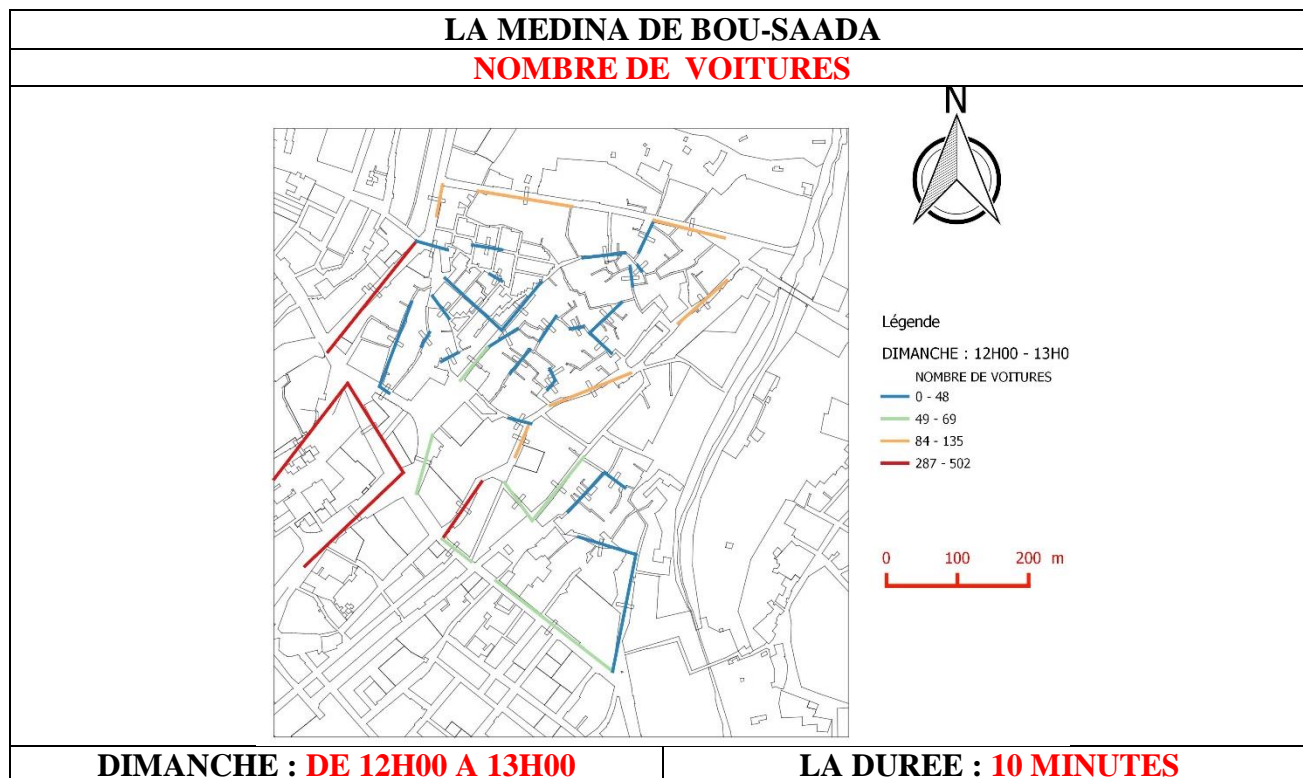 LA MEDINA DE BOU-SAADA
NOMBRE DE VOITURES
N
Légende
DIMANCHE : 12H00 - 13H0
NOMBRE DE VOITURES
0 - 48
49 - 69
84 - 135
287 - 502
0 100 200 m
DIMANCHE : DE 12H00 A 13H00
LA DUREE : 10 MINUTES